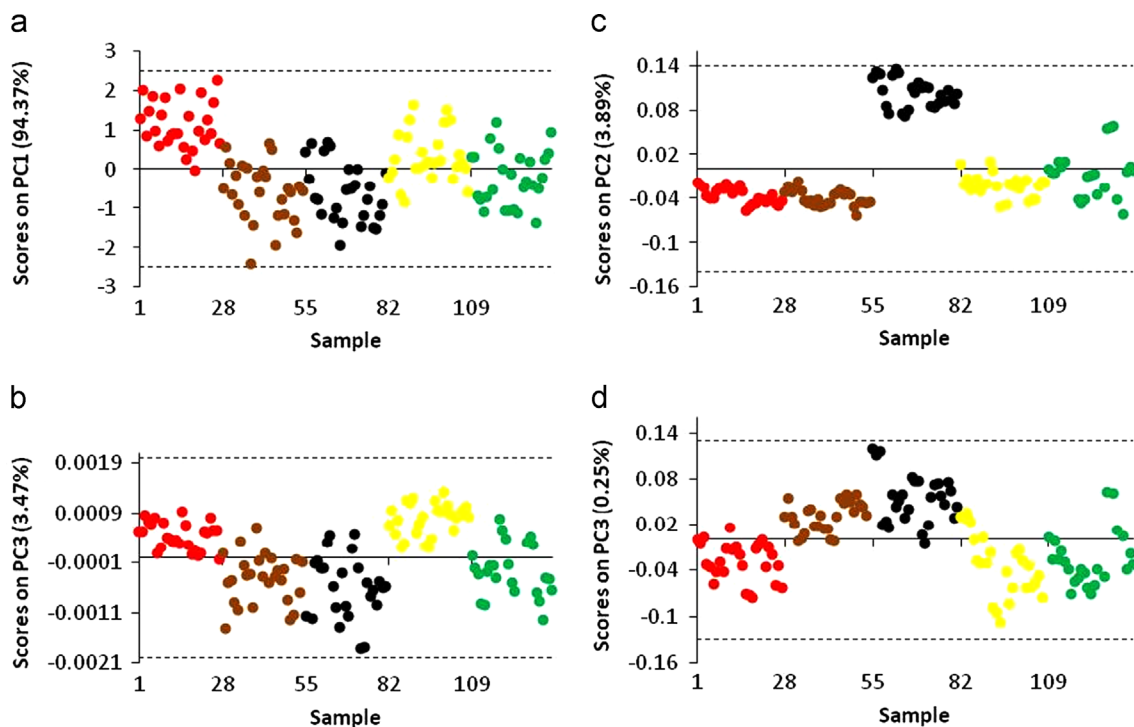 a
Scores on PC1 (94.37%)
3
2
1
0
-1
-2
-3
1 28 55 82 109
Sample
c
Scores on PC2 (3.89%)
0.14
0.08
0.02
-0.04
-0.1
-0.16
1 28 55 82 109
Sample
b
Scores on PC3 (3.47%)
0.0019
0.0009
-0.0001
-0.0011
-0.0021
1 28 55 82 109
Sample
d
Scores on PC3 (0.25%)
0.14
0.08
0.02
-0.04
-0.1
-0.16
1 28 55 82 109
Sample